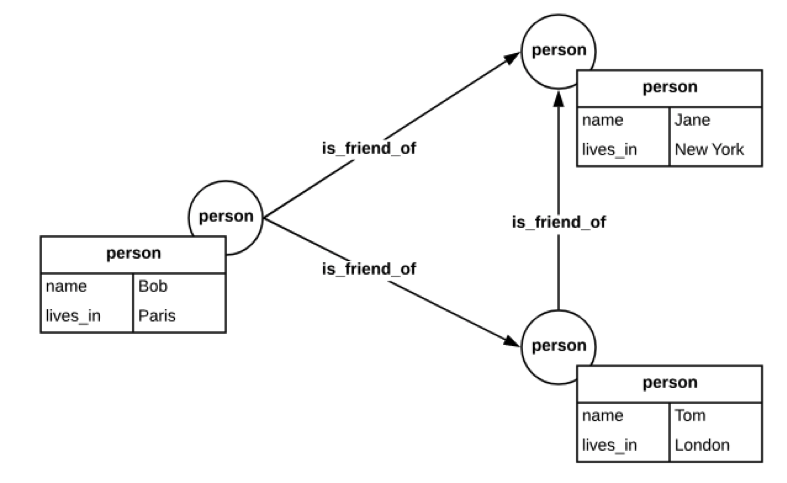 person
person
name Jane
lives_in New York
is_friend_of
person
person
name Bob
lives_in Paris
is_friend_of
is_friend_of
person
person
name Tom
lives_in London